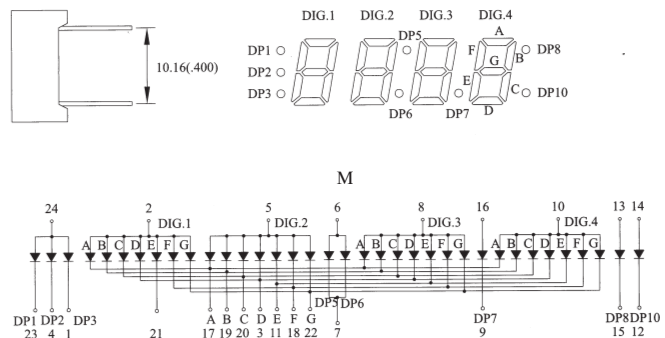 DIG.1 DIG.2 DIG.3 DIG.4
A
DP1 DP5 F B DP8
10.16(.400)
DP2 G
E
DP3 C DP10
DP6 DP7 D
M
24 2 5 6 8 16 10 13 14
DIG.1 DIG.2 DIG.3 DIG.4
A B C D E F G A B C D E F G A B C D E F G
DP5 DP6
DP1 DP2 DP3 A B C D E F G DP7 DP8 DP10
23 4 1 21 17 19 20 3 11 18 22 7 9 15 12